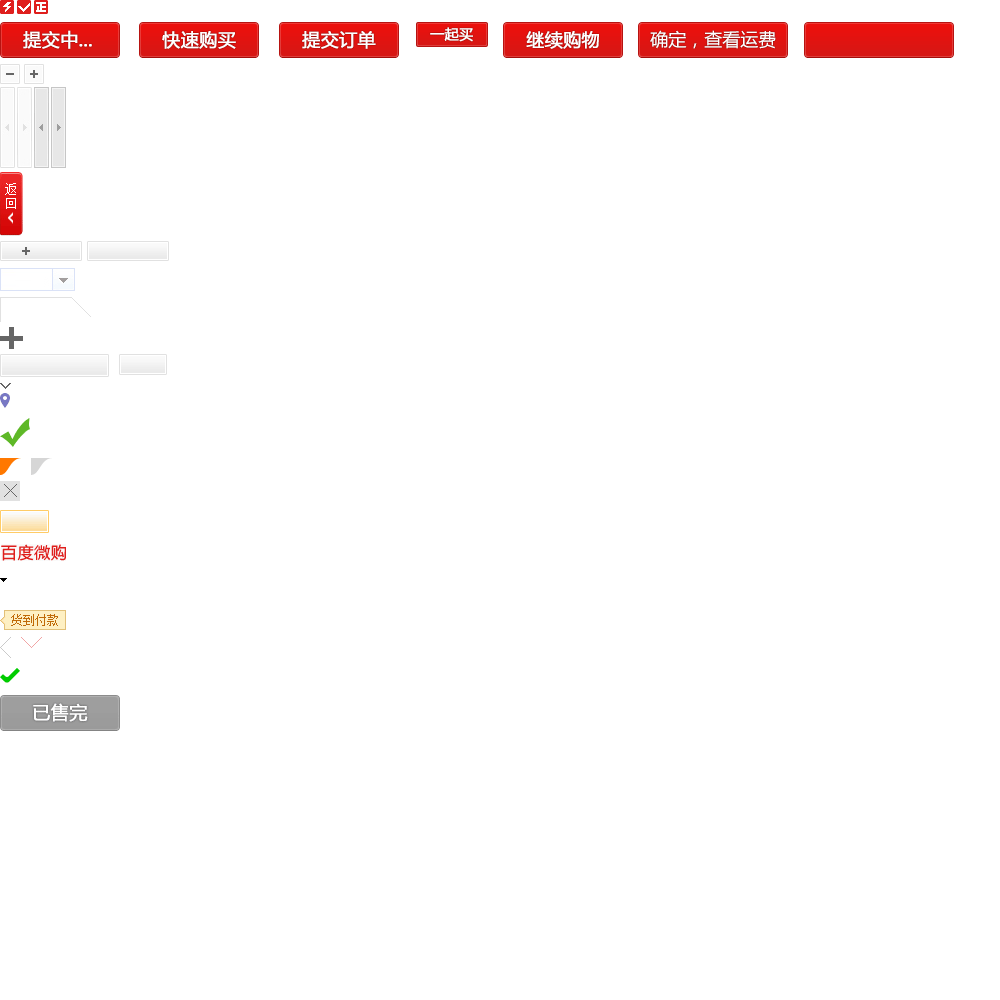 正
提交中...
快速购买
提交订单
一起买
继续购物
确定，查看运费
返回
百度微购
货到付款
已售完